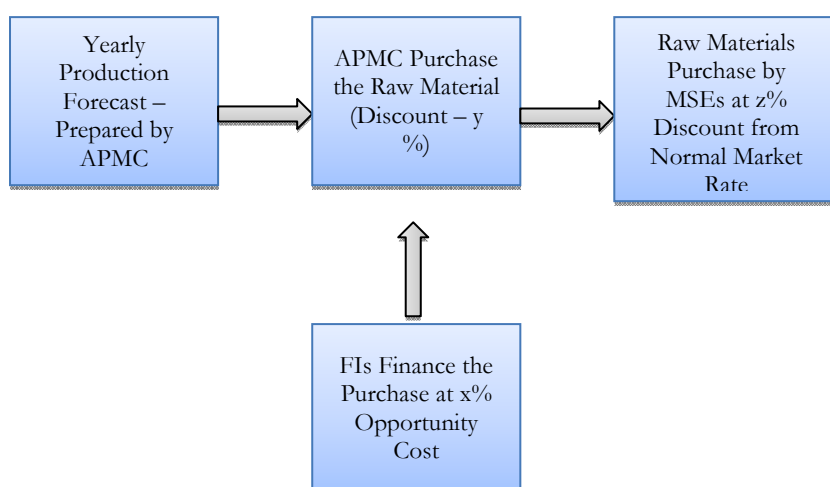 Yearly
Production
Forecast –
Prepared by
APMC
APMC Purchase
the Raw Material
(Discount – y
%)
Raw Materials
Purchase by
MSEs at z%
Discount from
Normal Market
Rate
FIs Finance the
Purchase at x%
Opportunity
Cost